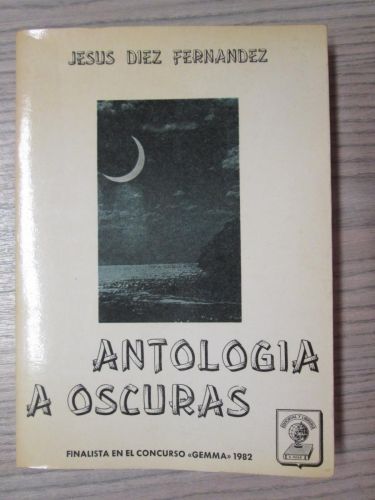 JESUS DIEZ FERNANDEZ
ANTOLOGIA
A OSCURAS
FINALISTA EN EL CONCURSO «GEMMA» 1982